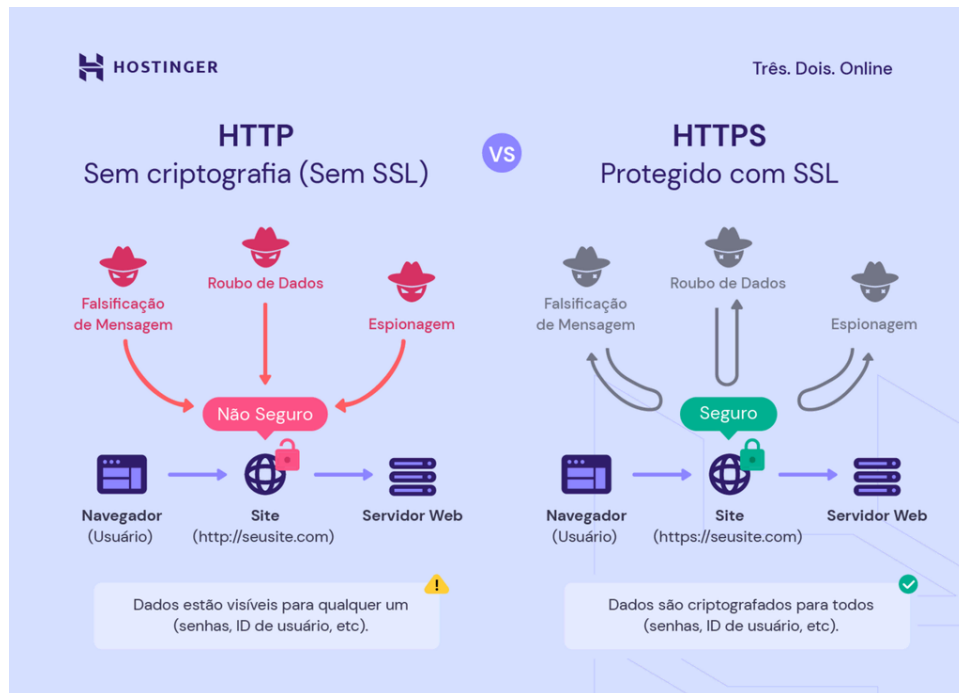 HOSTINGER
Três. Dois. Online
HTTP
Sem criptografia (Sem SSL)
VS
HTTPS
Protegido com SSL
Roubo de Dados
Falsificação
de Mensagem
Espionagem
Não Seguro
Navegador
(Usuário)
Site
(http://seusite.com)
Servidor Web
Dados estão visíveis para qualquer um
(senhas, ID de usuário, etc).
Roubo de Dados
Falsificação
de Mensagem
Espionagem
Seguro
Navegador
(Usuário)
Site
(https://seusite.com)
Servidor Web
Dados são criptografados para todos
(senhas, ID de usuário, etc).